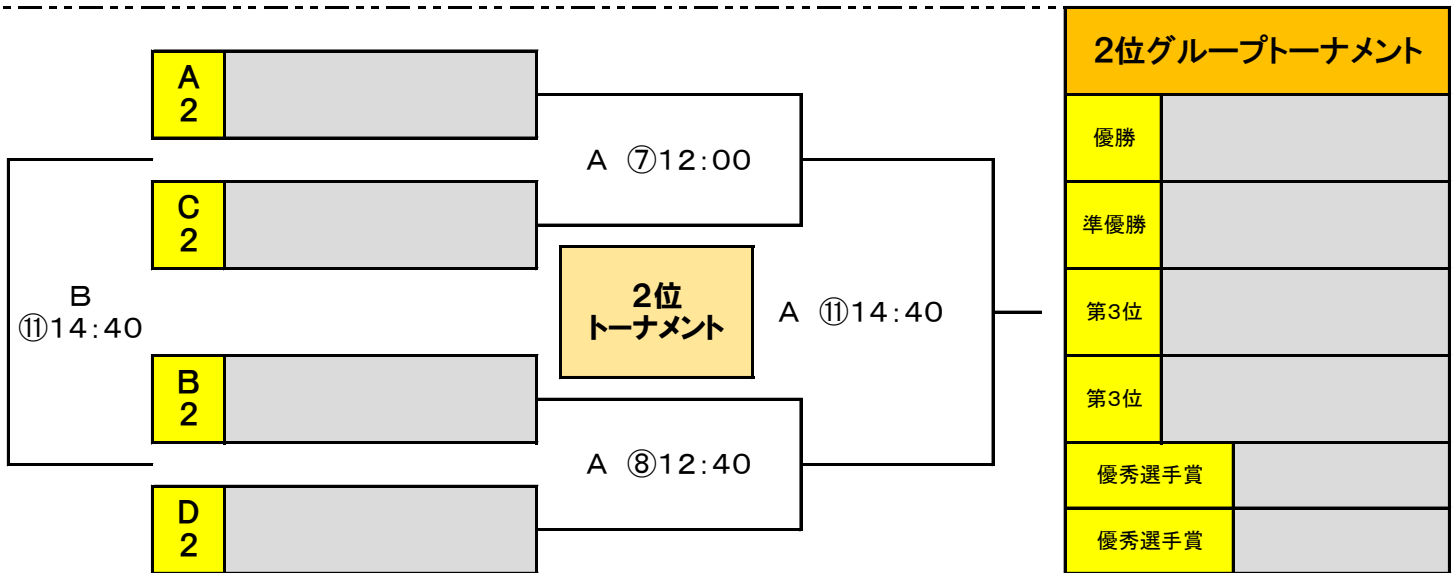 A
2
A ⑦12:00
C
2
B
⑪14:40
2位
トーナメント
A ⑪14:40
B
2
A ⑧12:40
D
2
2位グループトーナメント
優勝
準優勝
第3位
第3位
優秀選手賞
優秀選手賞